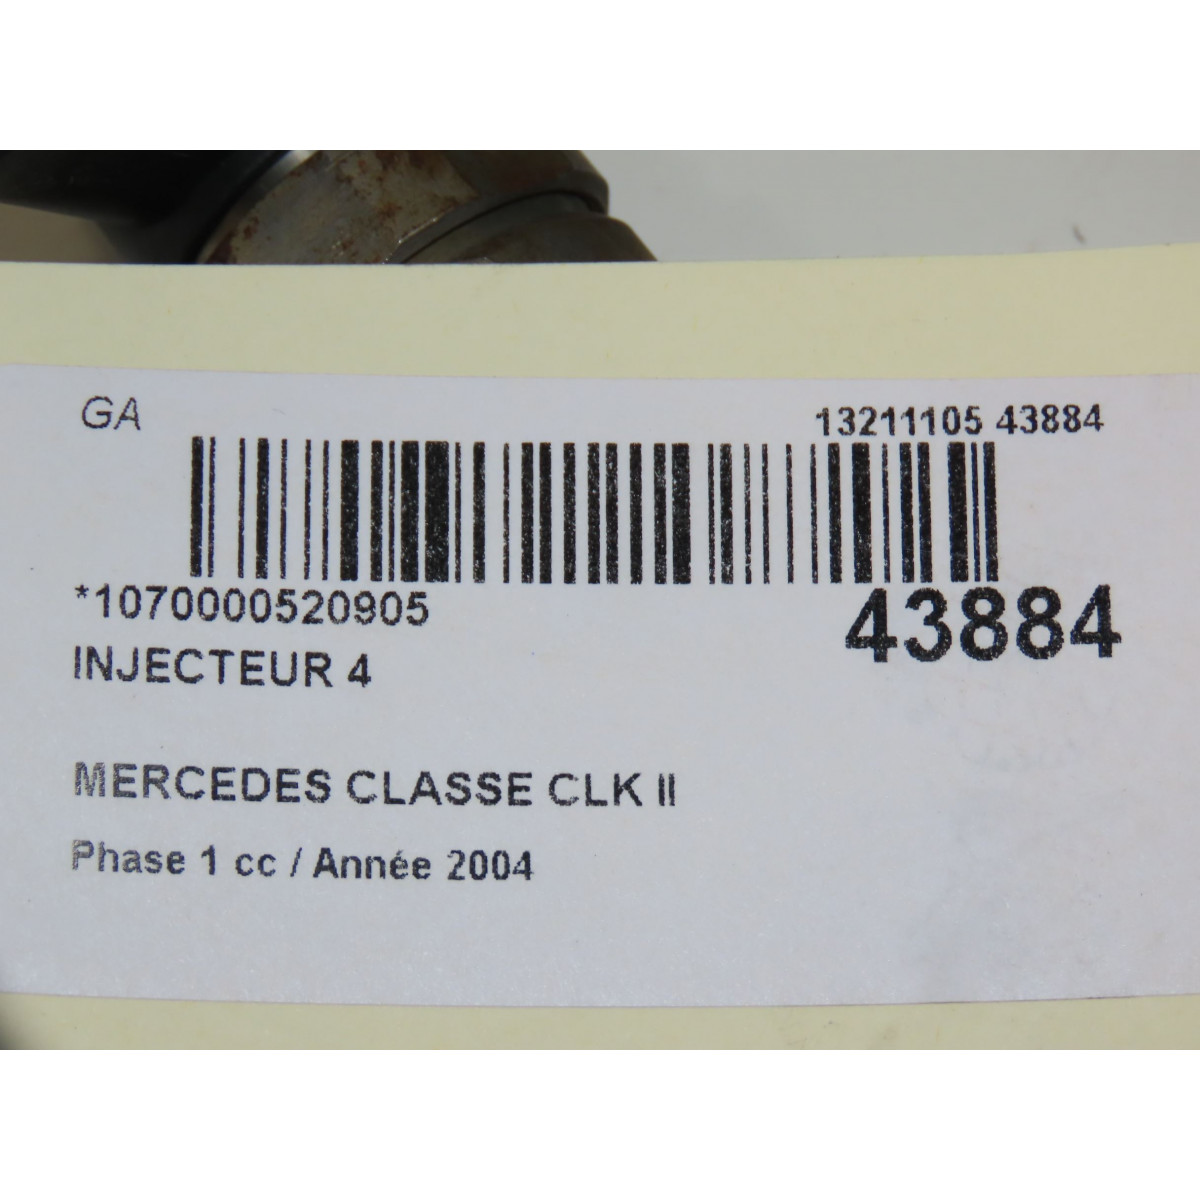 GA
13211105 43884
*1070000520905
43884
INJECTEUR 4
MERCEDES CLASSE CLK II
Phase 1 cc / Année 2004